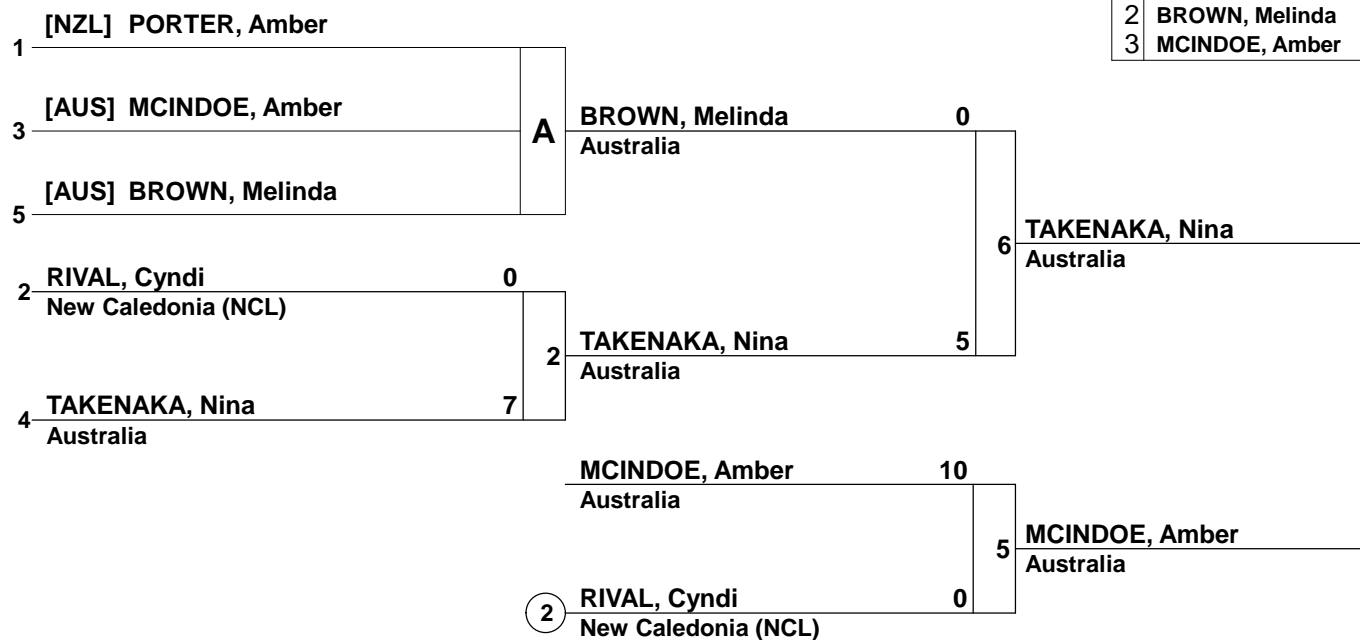 2 BROWN, Melinda
3 MCINDOE, Amber
[NZL] PORTER, Amber
1
[AUS] MCINDOE, Amber
3
[AUS] BROWN, Melinda
5
A
BROWN, Melinda 0
Australia
RIVAL, Cyndi 0
2
New Caledonia (NCL)
TAKENAKA, Nina 7
4
Australia
2
TAKENAKA, Nina 5
Australia
6
TAKENAKA, Nina
Australia
MCINDOE, Amber 10
Australia
2
RIVAL, Cyndi 0
New Caledonia (NCL)
5
MCINDOE, Amber
Australia